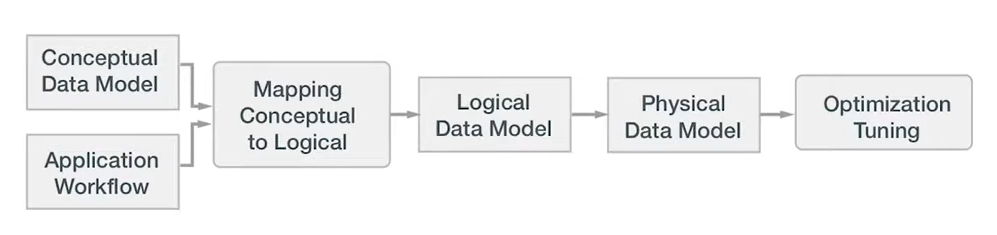 Conceptual
Data Model
Application
Workflow
Mapping
Conceptual
to Logical
Logical
Data Model
Physical
Data Model
Optimization
Tuning